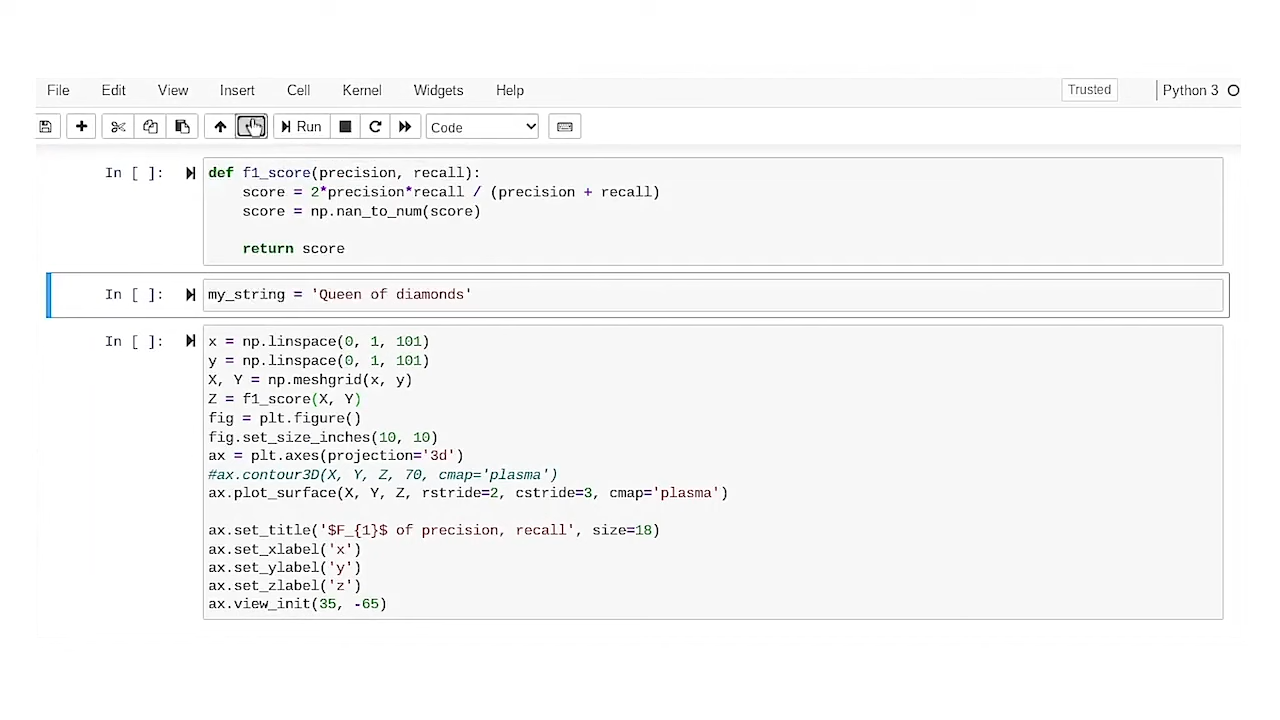 File Edit View Insert Cell Kernel Widgets Help Trusted Python 3
Run Code
In [ ]: def f1_score(precision, recall):
score = 2*precision*recall / (precision + recall)
score = np.nan_to_num(score)
return score
In [ ]: my_string = 'Queen of diamonds'
In [ ]: x = np.linspace(0, 1, 101)
y = np.linspace(0, 1, 101)
X, Y = np.meshgrid(x, y)
Z = f1_score(X, Y)
fig = plt.figure()
fig.set_size_inches(10, 10)
ax = plt.axes(projection='3d')
#ax.contour3D(X, Y, Z, 70, cmap='plasma')
ax.plot_surface(X, Y, Z, rstride=2, cstride=3, cmap='plasma')
ax.set_title('$F_{1}$ of precision, recall', size=18)
ax.set_xlabel('x')
ax.set_ylabel('y')
ax.set_zlabel('z')
ax.view_init(35, -65)